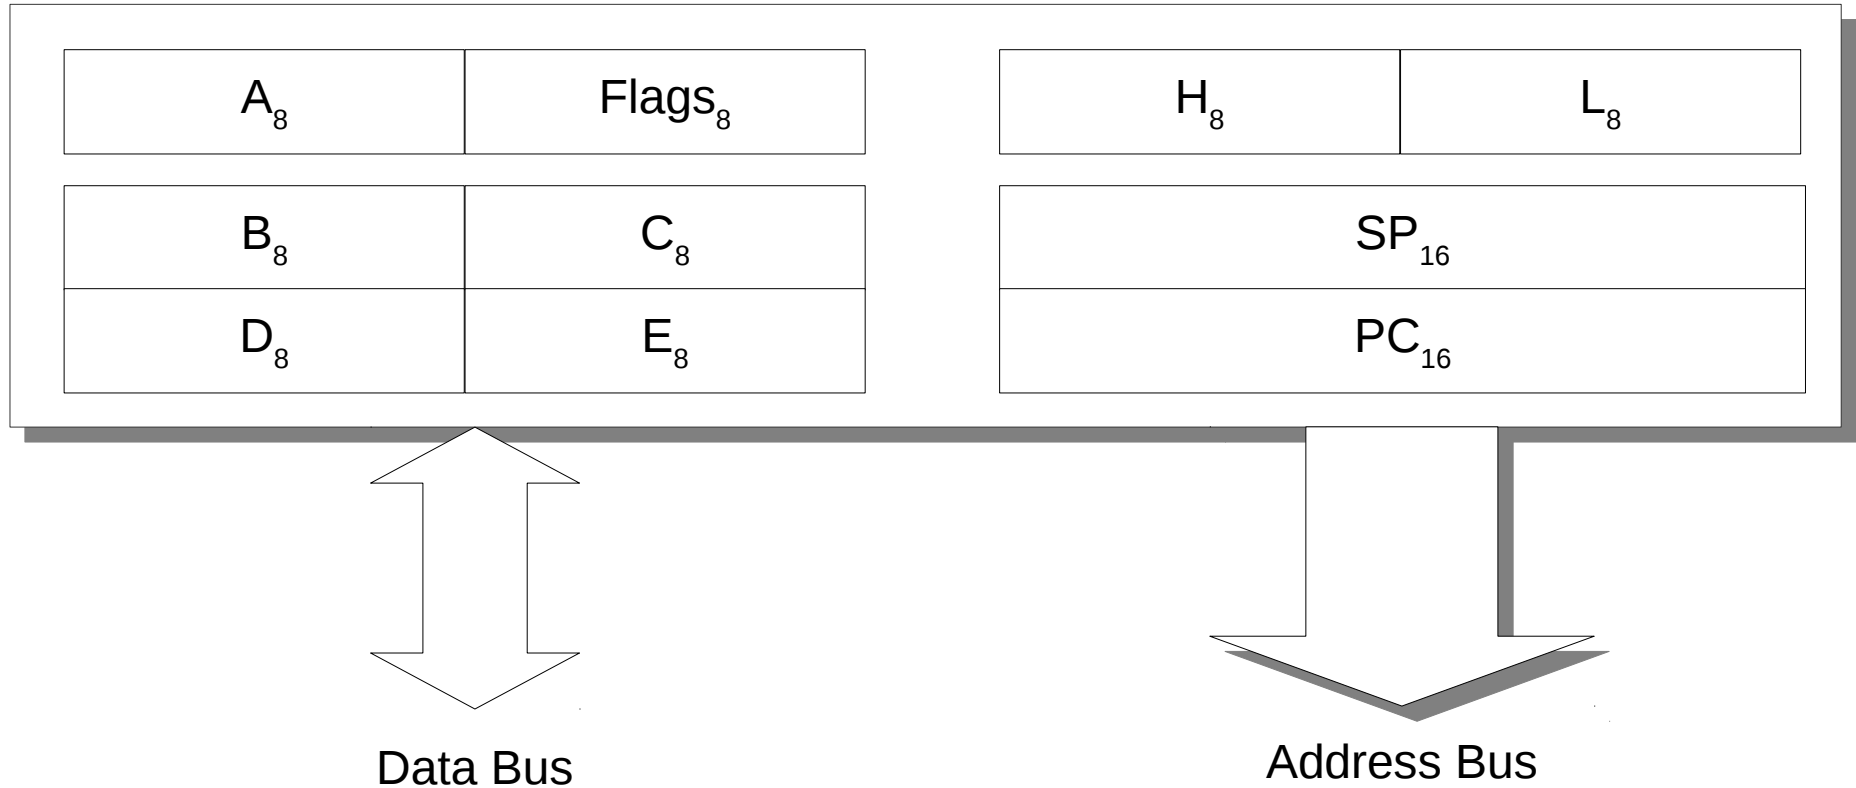 A8 Flags8 H8 L8
B8 C8 SP16
D8 E8 PC16
Data Bus Address Bus